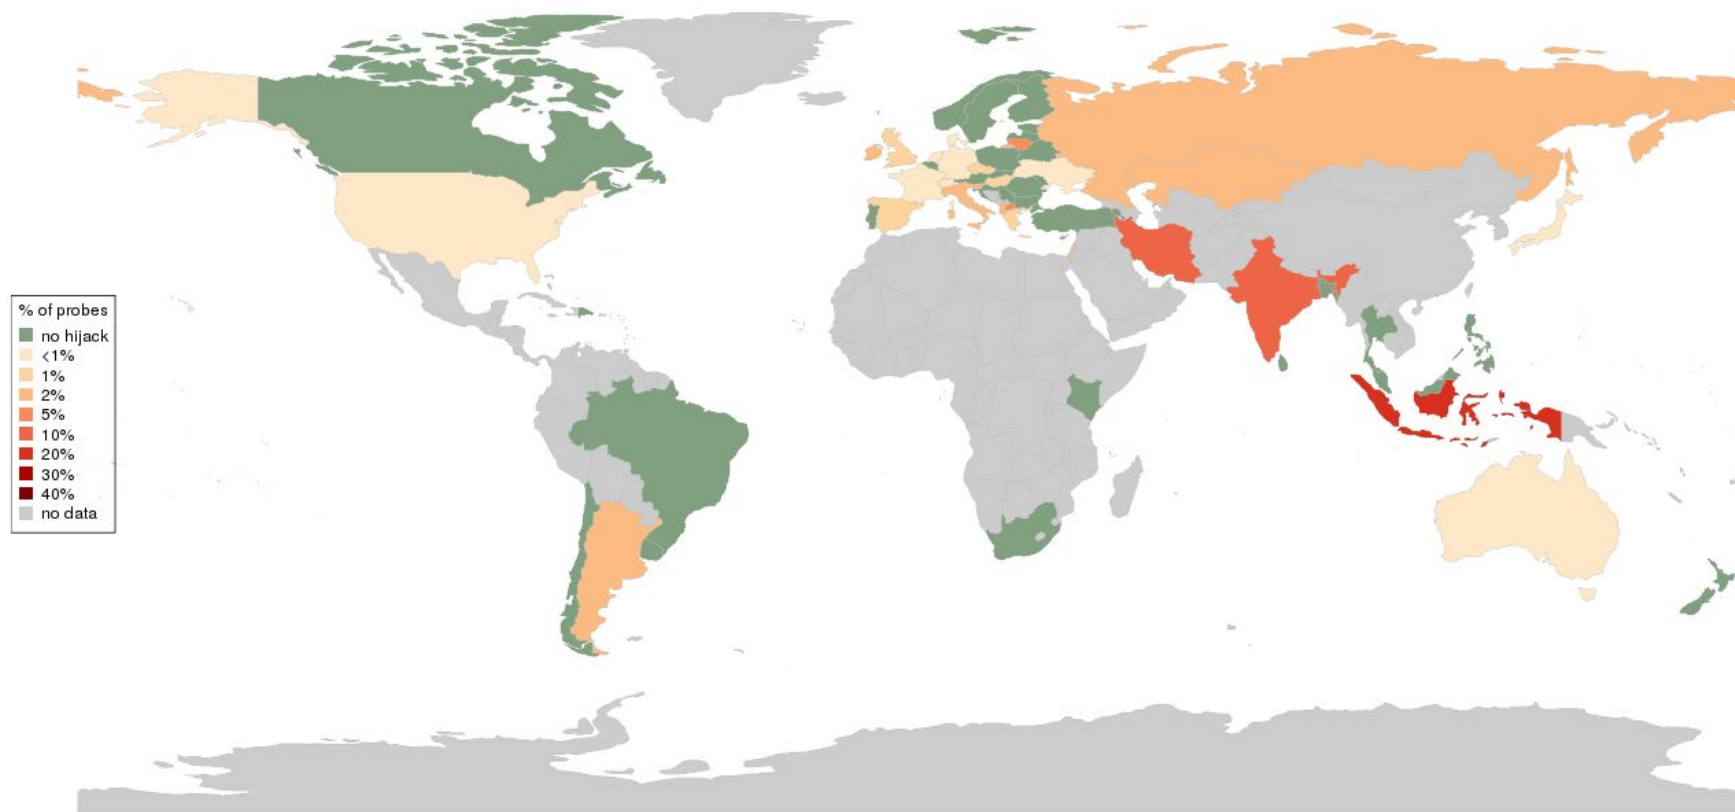 % of probes
no hijack
<1%
1%
2%
5%
10%
20%
30%
40%
no data